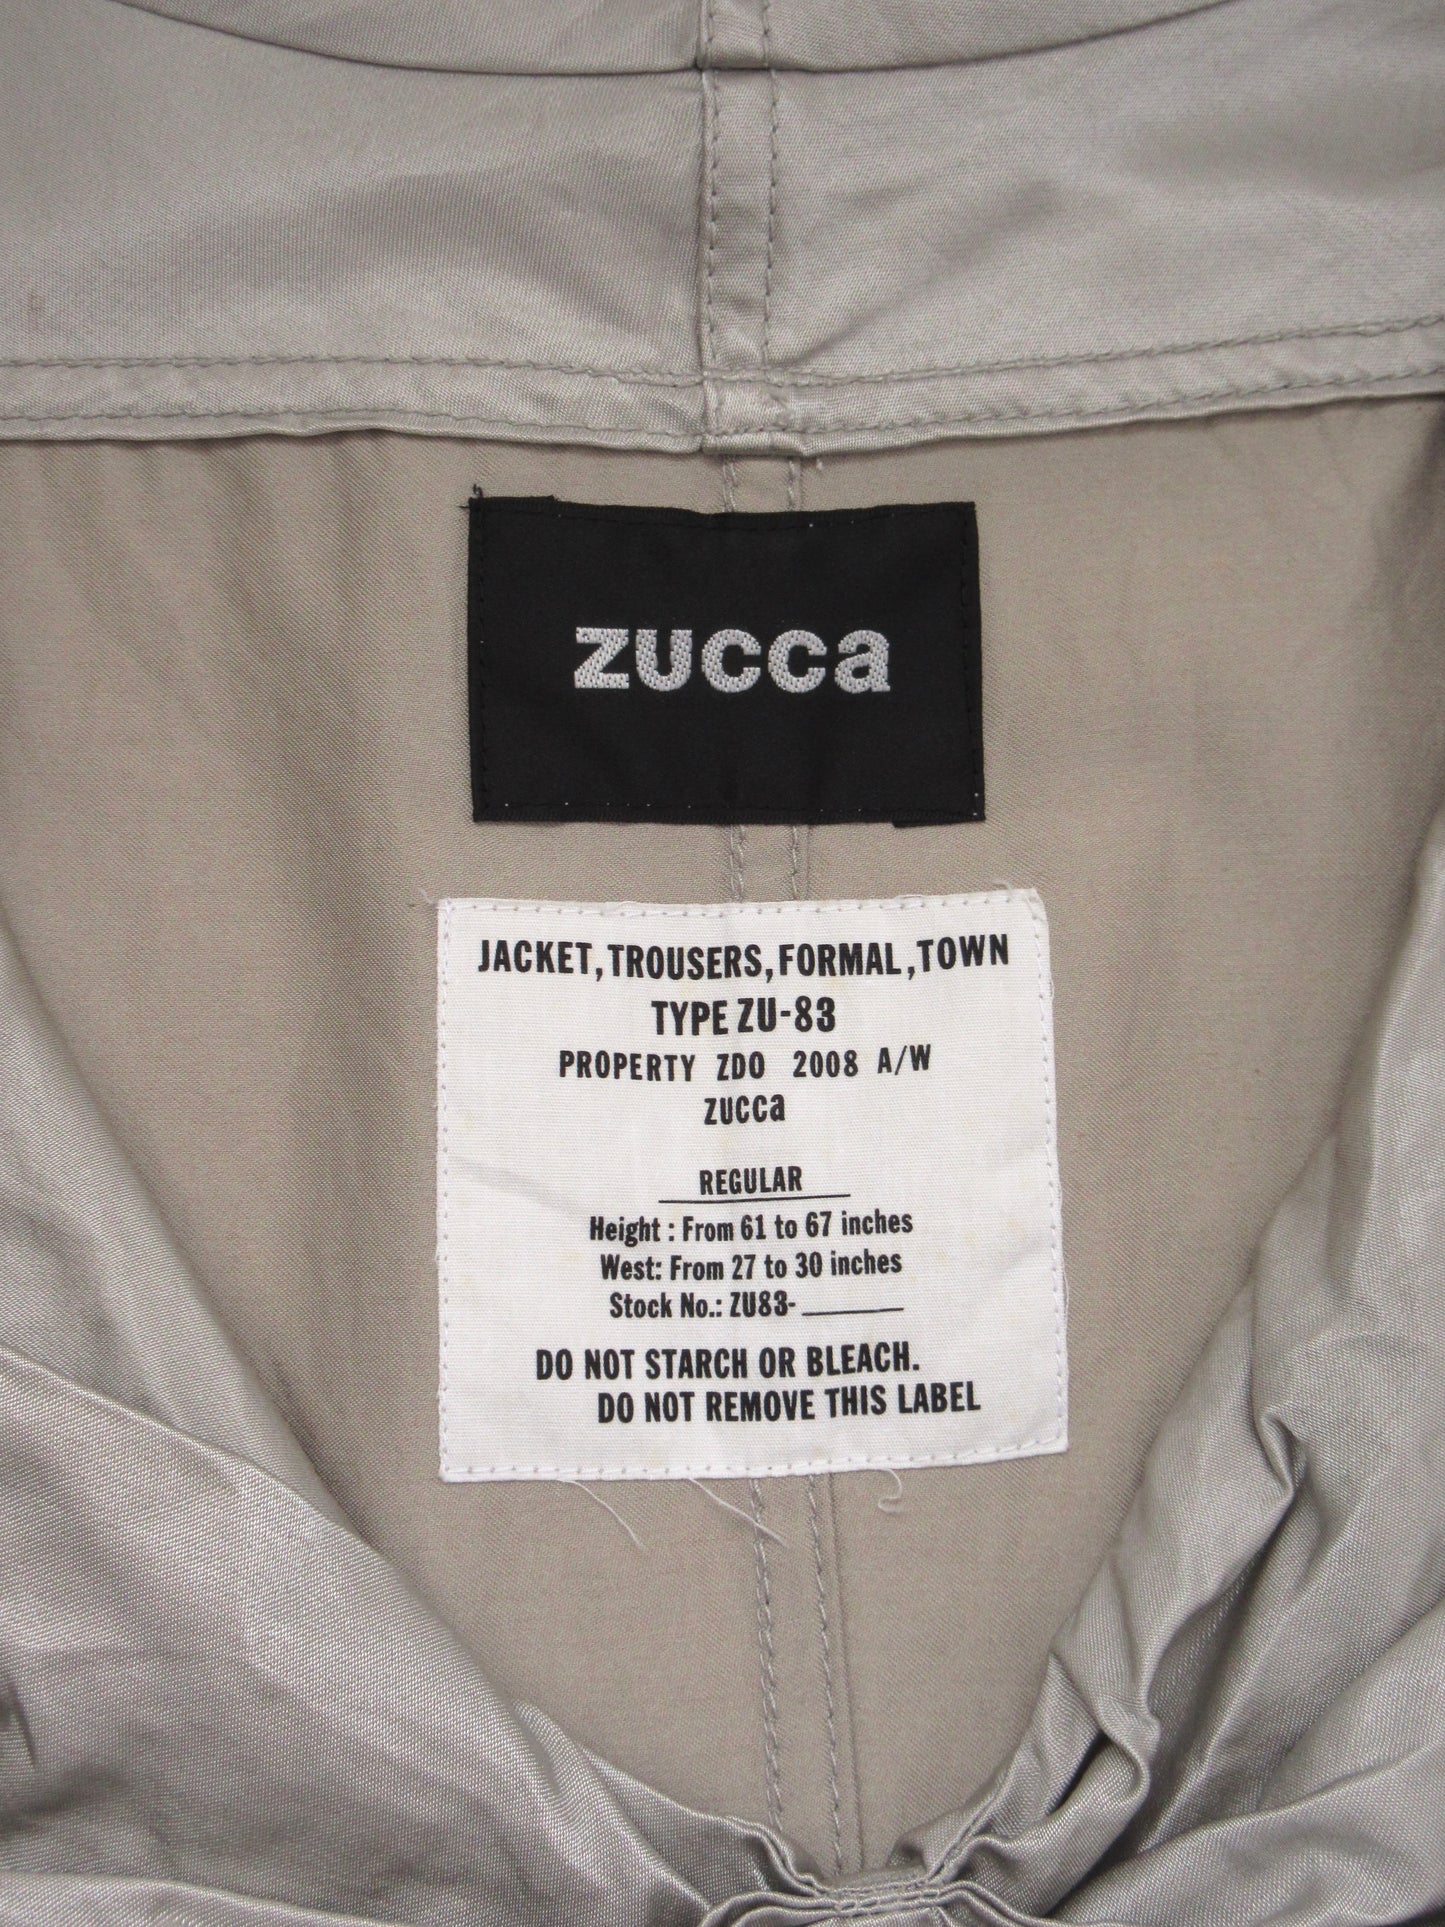 zucca
JACKET,TROUSERS,FORMAL,TOWN
TYPE ZU-83
PROPERTY ZDO 2008 A/W
zucca
REGULAR
Height : From 61 to 67 inches
West: From 27 to 30 inches
Stock No.: ZU83-
DO NOT STARCH OR BLEACH.
DO NOT REMOVE THIS LABEL